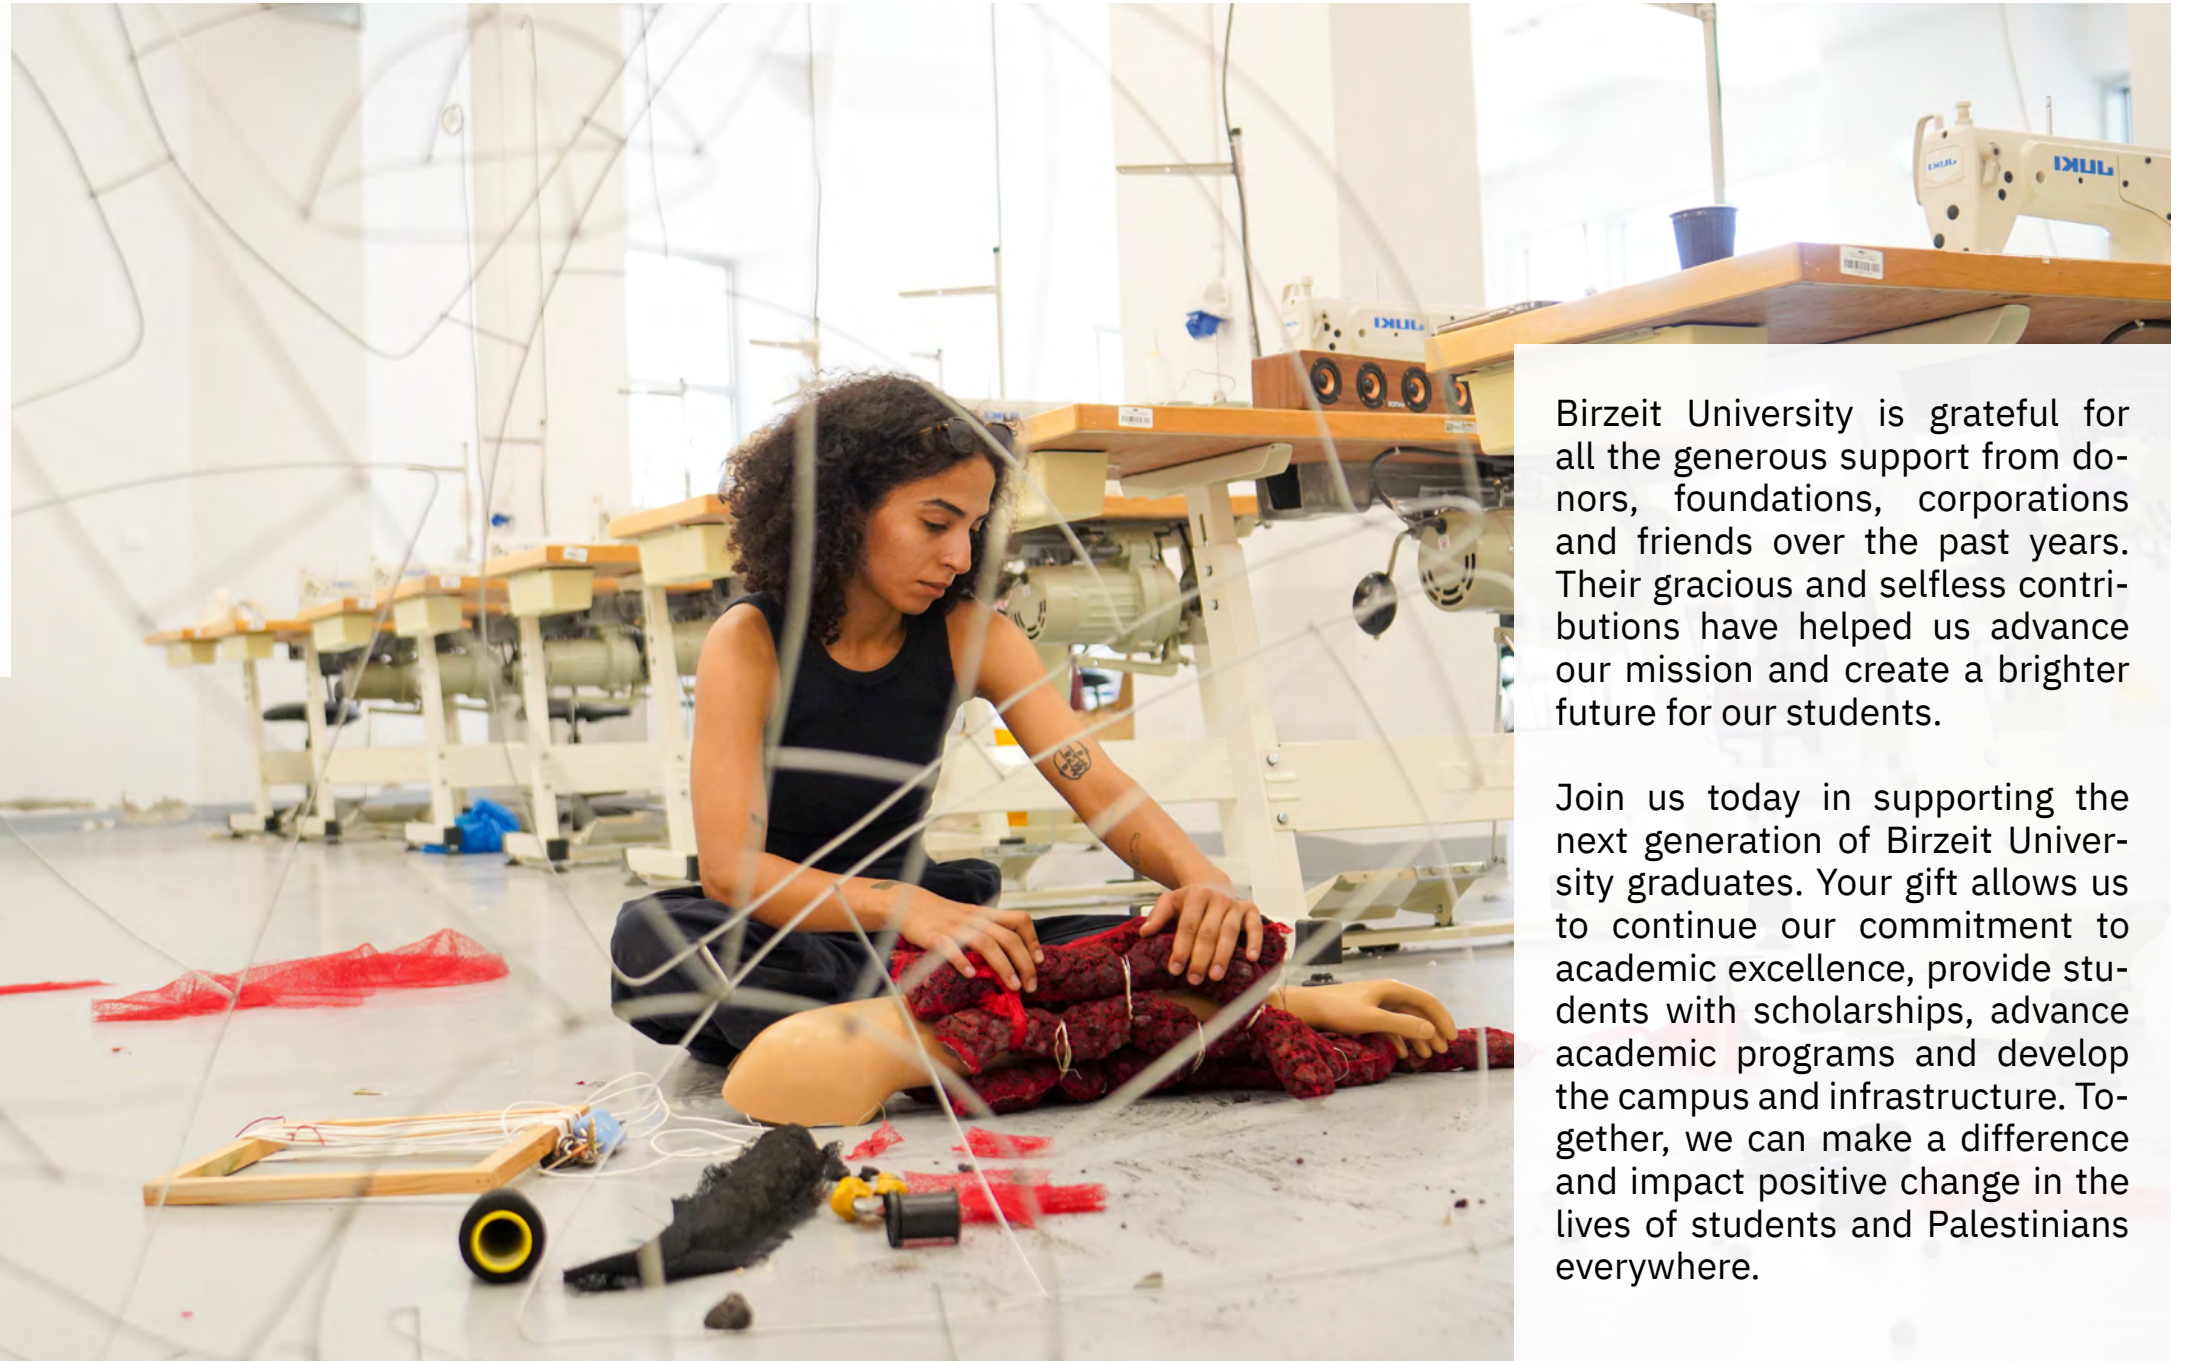 JUKI
JUKI
JUKI
Birzeit University is grateful for
all the generous support from do-
nors, foundations, corporations
and friends over the past years.
Their gracious and selfless contri-
butions have helped us advance
our mission and create a brighter
future for our students.
Join us today in supporting the
next generation of Birzeit Univer-
sity graduates. Your gift allows us
to continue our commitment to
academic excellence, provide stu-
dents with scholarships, advance
academic programs and develop
the campus and infrastructure. To-
gether, we can make a difference
and impact positive change in the
lives of students and Palestinians
everywhere.